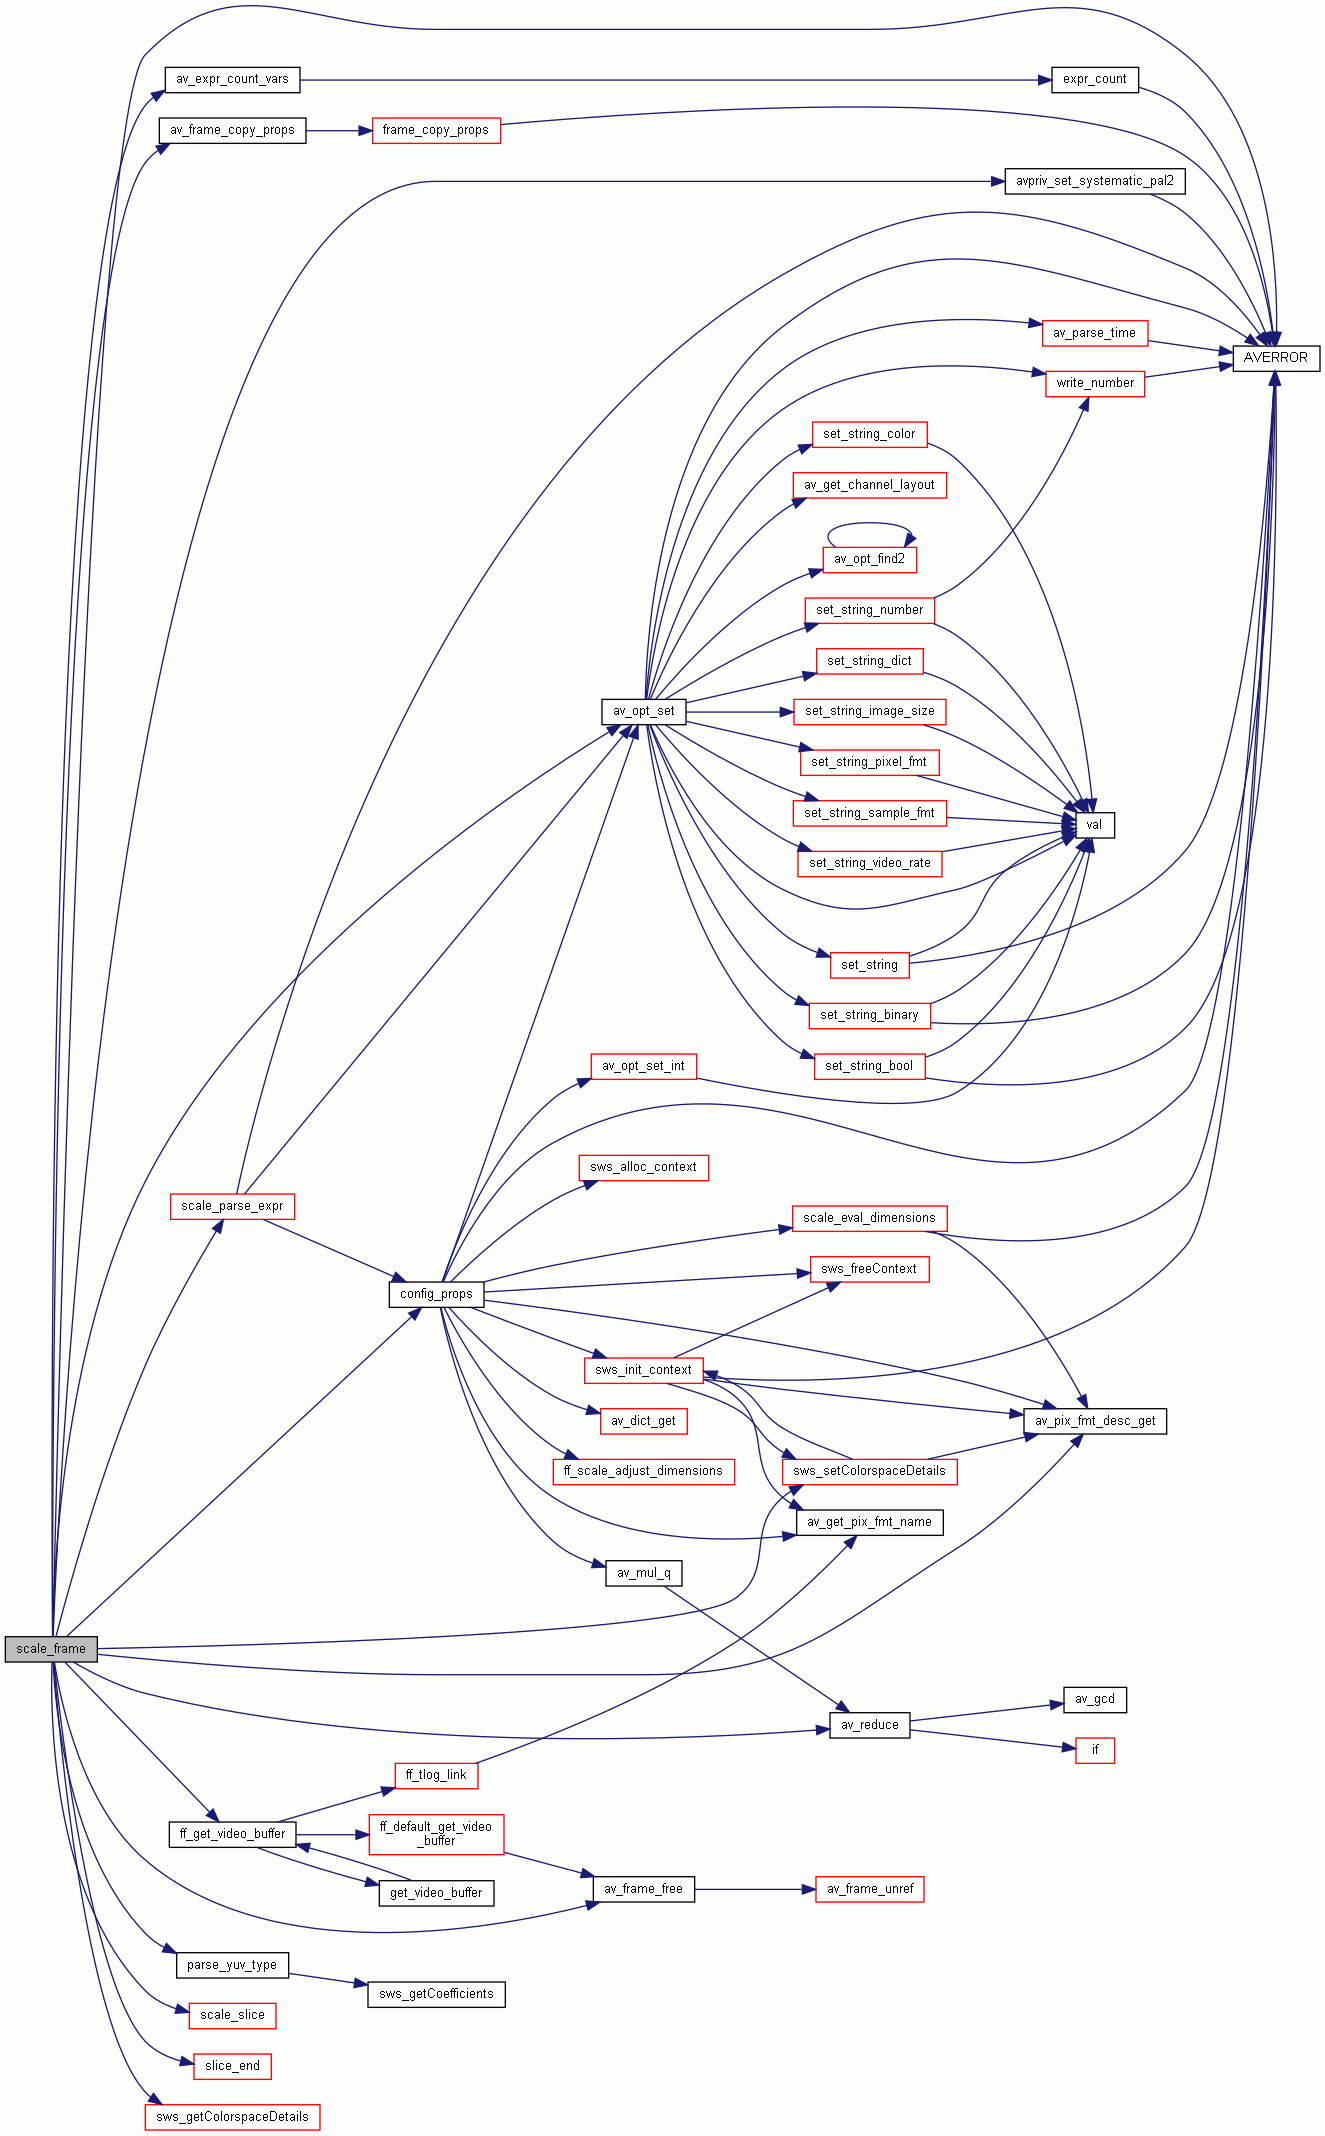 av_expr_count_vars
expr_count
av_frame_copy_props
frame_copy_props
avpriv_set_systematic_pal2
av_parse_time
AVERROR
write_number
set_string_color
av_get_channel_layout
av_opt_find2
set_string_number
set_string_dict
av_opt_set
set_string_image_size
set_string_pixel_fmt
set_string_sample_fmt
val
set_string_video_rate
set_string
set_string_binary
av_opt_set_int
set_string_bool
sws_alloc_context
scale_parse_expr
scale_eval_dimensions
sws_freeContext
config_props
sws_init_context
av_dict_get
av_pix_fmt_desc_get
ff_scale_adjust_dimensions
sws_setColorspaceDetails
av_get_pix_fmt_name
av_mul_q
scale_frame
av_gcd
av_reduce
if
ff_tlog_link
ff_get_video_buffer
ff_default_get_video
_buffer
get_video_buffer
av_frame_free
av_frame_unref
parse_yuv_type
sws_getCoefficients
scale_slice
slice_end
sws_getColorspaceDetails